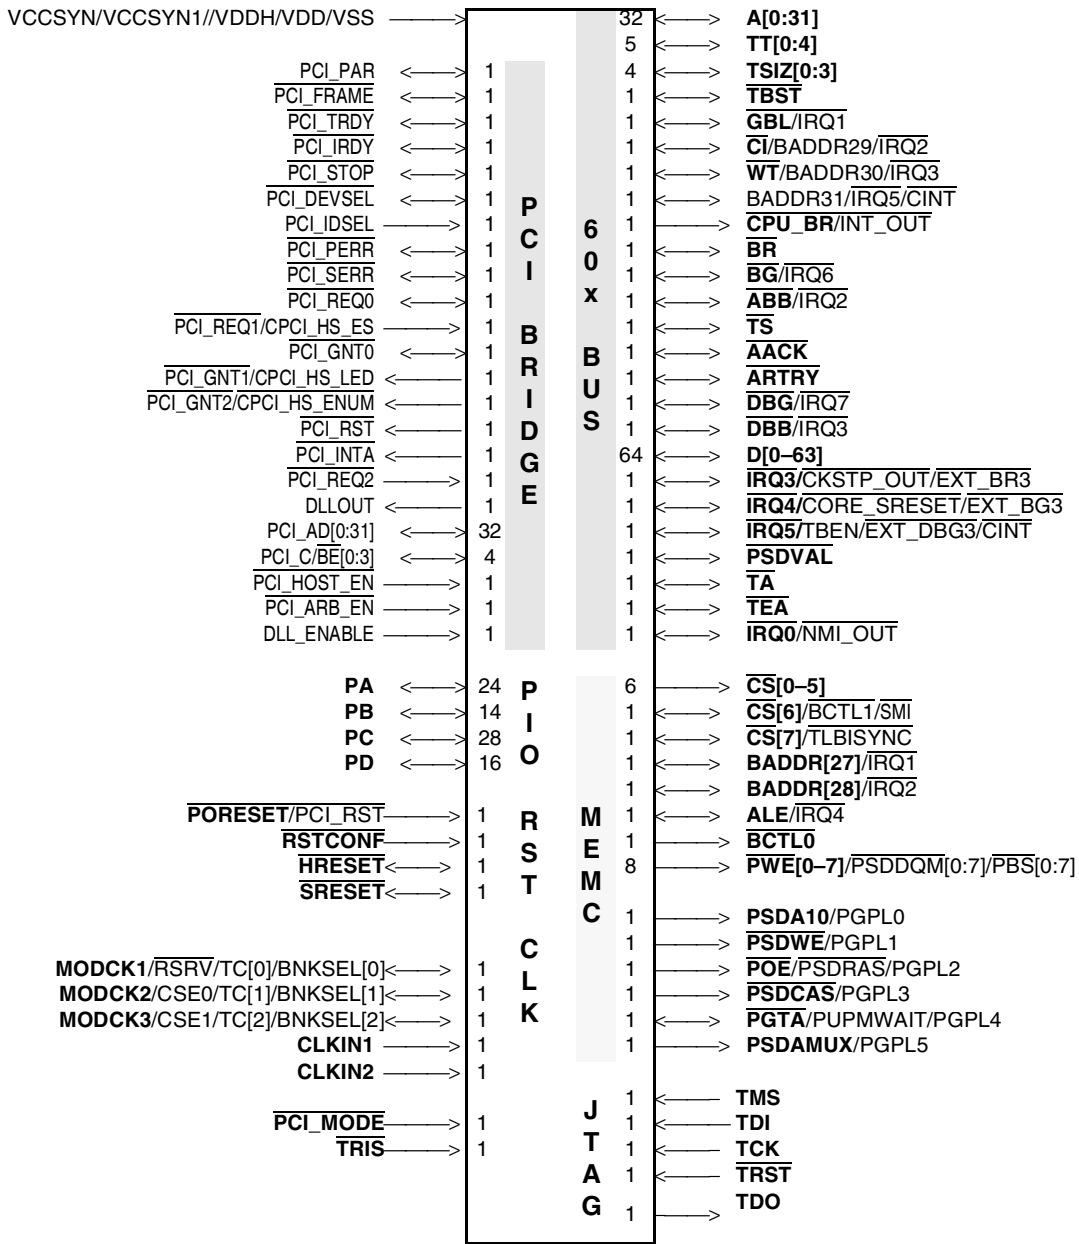 VCCSYN/VCCSYN1//VDDH/VDD/VSS
PCI_PAR 1
PCI_FRAME 1
PCI_TRDY 1
PCI_IRDY 1
PCI_STOP 1
PCI_DEVSEL 1
PCI_IDSEL 1
PCI_PERR 1
PCI_SERR 1
PCI_REQ0 1
PCI_REQ1/CPCI_HS_ES 1
PCI_GNT0 1
PCI_GNT1/CPCI_HS_LED 1
PCI_GNT2/CPCI_HS_ENUM 1
PCI_RST 1
PCI_INTA 1
PCI_REQ2 1
DLLOUT 1
PCI_AD[0:31] 32
PCI_C/BE[0:3] 4
PCI_HOST_EN 1
PCI_ARB_EN 1
DLL_ENABLE 1
PCI BRIDGE
PA 24
PB 14
PC 28
PD 16
PIO
PORESET/PCI_RST 1
RSTCONF 1
HRESET 1
SRESET 1
RST
MODCK1/RSRV/TC[0]/BNKSEL[0] 1
MODCK2/CSE0/TC[1]/BNKSEL[1] 1
MODCK3/CSE1/TC[2]/BNKSEL[2] 1
CLKIN1 1
CLKIN2 1
CLK
PCI_MODE 1
TRIS 1
60x BUS
32 A[0:31]
5 TT[0:4]
4 TSIZ[0:3]
1 TBST
1 GBL/IRQ1
1 CI/BADDR29/IRQ2
1 WT/BADDR30/IRQ3
1 BADDR31/IRQ5/CINT
1 CPU_BR/INT_OUT
1 BR
1 BG/IRQ6
1 ABB/IRQ2
1 TS
1 AACK
1 ARTRY
1 DBG/IRQ7
1 DBB/IRQ3
64 D[0–63]
1 IRQ3/CKSTP_OUT/EXT_BR3
1 IRQ4/CORE_SRESET/EXT_BG3
1 IRQ5/TBEN/EXT_DBG3/CINT
1 PSDVAL
1 TA
1 TEA
1 IRQ0/NMI_OUT
MEMC
6 CS[0–5]
1 CS[6]/BCTL1/SMI
1 CS[7]/TLBISYNC
1 BADDR[27]/IRQ1
1 BADDR[28]/IRQ2
1 ALE/IRQ4
1 BCTL0
8 PWE[0–7]/PSDDQM[0:7]/PBS[0:7]
1 PSDA10/PGPL0
1 PSDWE/PGPL1
1 POE/PSDRAS/PGPL2
1 PSDCAS/PGPL3
1 PGTA/PUPMWAIT/PGPL4
1 PSDAMUX/PGPL5
JTAG
1 TMS
1 TDI
1 TCK
1 TRST
1 TDO